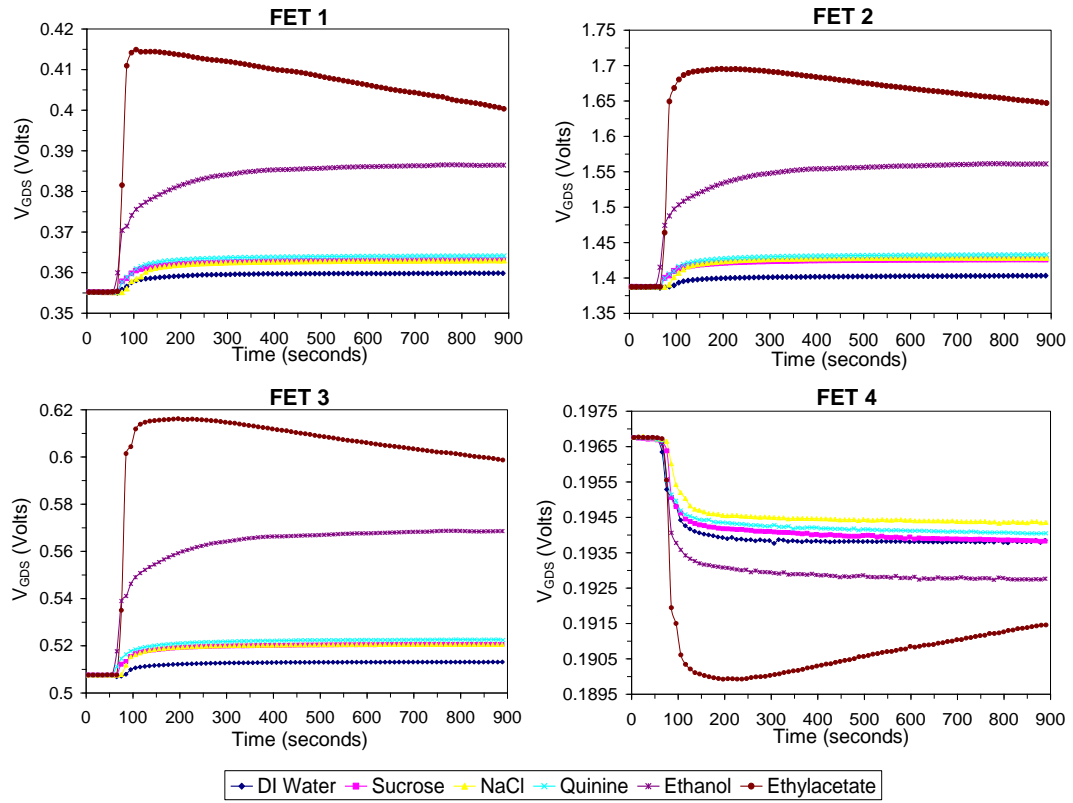 FET 1
0.42
0.41
0.4
0.39
0.38
0.37
0.36
0.35
V_GDS (Volts)
0 100 200 300 400 500 600 700 800 900
Time (seconds)
FET 2
1.75
1.7
1.65
1.6
1.55
1.5
1.45
1.4
1.35
V_GDS (Volts)
0 100 200 300 400 500 600 700 800 900
Time (seconds)
FET 3
0.62
0.6
0.58
0.56
0.54
0.52
0.5
V_GDS (Volts)
0 100 200 300 400 500 600 700 800 900
Time (seconds)
FET 4
0.1975
0.1965
0.1955
0.1945
0.1935
0.1925
0.1915
0.1905
0.1895
V_GDS (Volts)
0 100 200 300 400 500 600 700 800 900
Time (seconds)
DI Water Sucrose NaCl Quinine Ethanol Ethylacetate